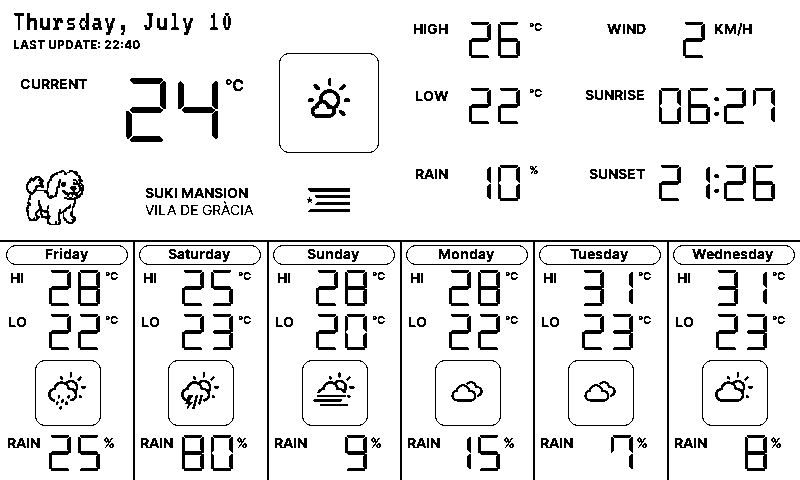 Thursday, July 10
LAST UPDATE: 22:40
CURRENT 24 °C
SUKI MANSION
VILA DE GRÀCIA
HIGH 26 °C
LOW 22 °C
RAIN 10 %
WIND 2 KM/H
SUNRISE 06:27
SUNSET 21:26
Friday
HI 28 °C
LO 22 °C
RAIN 25 %
Saturday
HI 25 °C
LO 23 °C
RAIN 80 %
Sunday
HI 28 °C
LO 20 °C
RAIN 9 %
Monday
HI 28 °C
LO 22 °C
RAIN 15 %
Tuesday
HI 31 °C
LO 23 °C
RAIN 7 %
Wednesday
HI 31 °C
LO 23 °C
RAIN 8 %